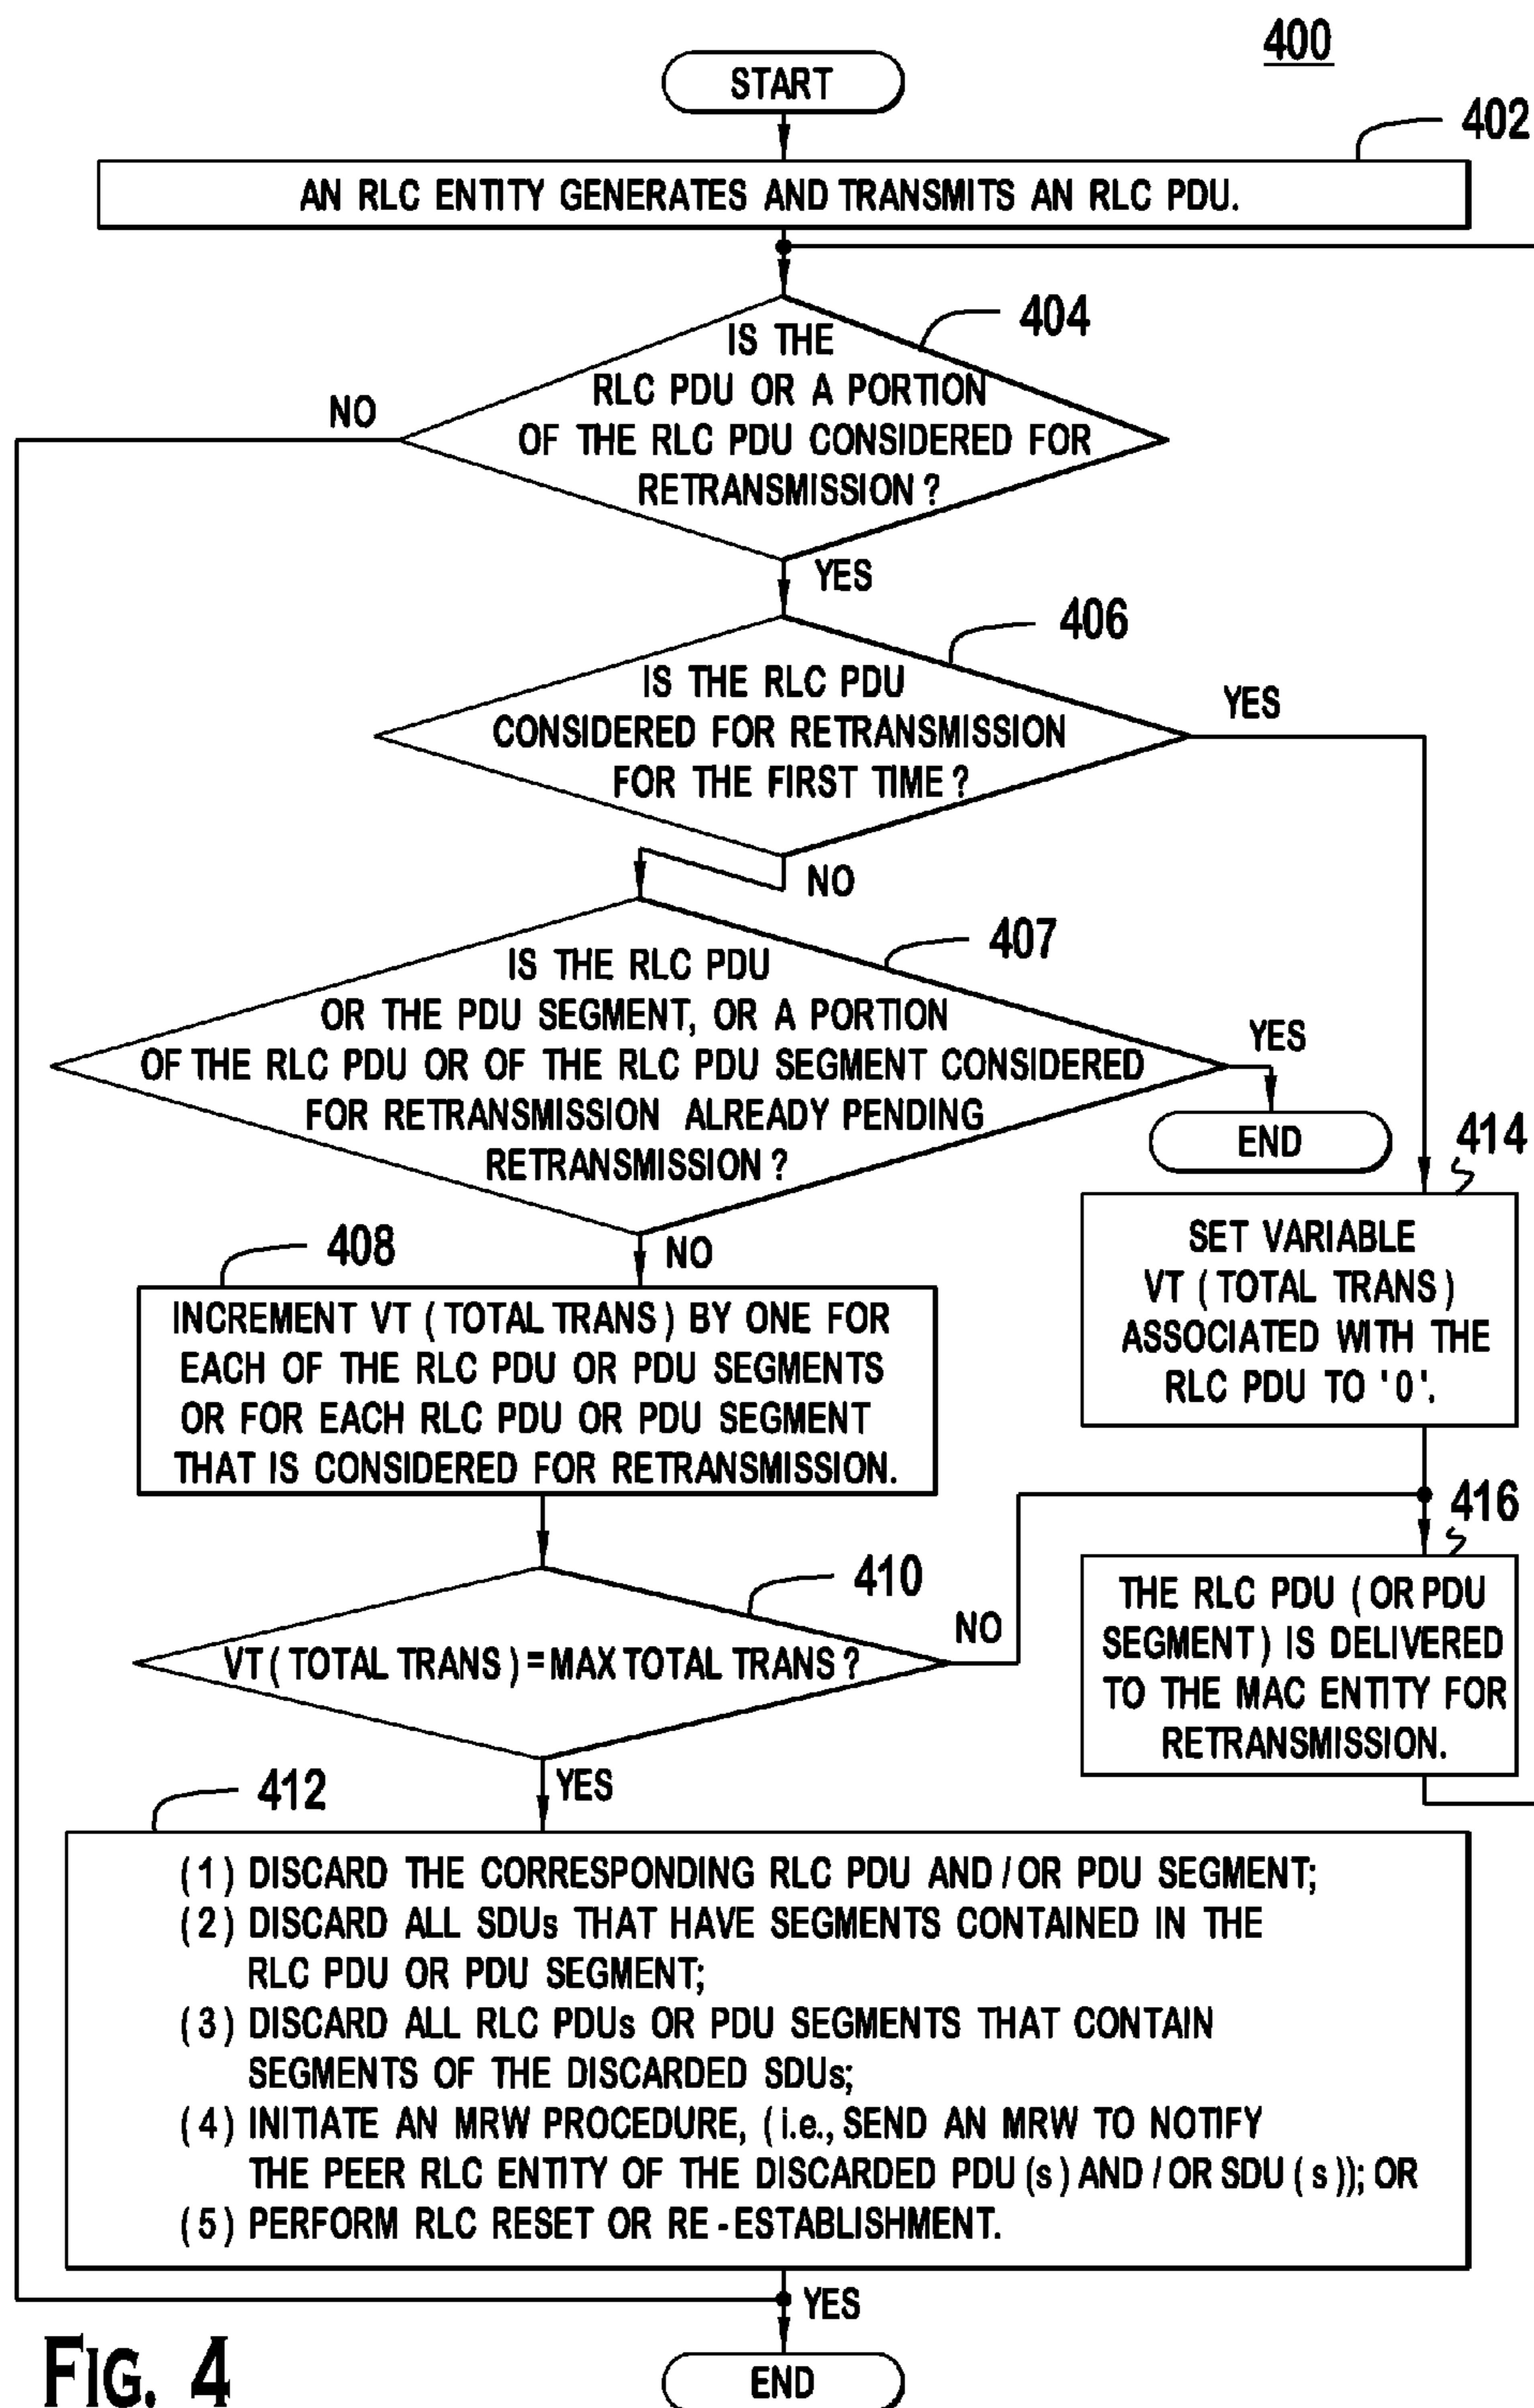 400
START
402
AN RLC ENTITY GENERATES AND TRANSMITS AN RLC PDU.
404
IS THE
RLC PDU OR A PORTION
OF THE RLC PDU CONSIDERED FOR
RETRANSMISSION ?
NO
YES
406
IS THE RLC PDU
CONSIDERED FOR RETRANSMISSION
FOR THE FIRST TIME ?
YES
NO
407
IS THE RLC PDU
OR THE PDU SEGMENT, OR A PORTION
OF THE RLC PDU OR OF THE RLC PDU SEGMENT CONSIDERED
FOR RETRANSMISSION ALREADY PENDING
RETRANSMISSION ?
YES
END
NO
414
SET VARIABLE
VT ( TOTAL TRANS )
ASSOCIATED WITH THE
RLC PDU TO '0'.
408
INCREMENT VT ( TOTAL TRANS ) BY ONE FOR
EACH OF THE RLC PDU OR PDU SEGMENTS
OR FOR EACH RLC PDU OR PDU SEGMENT
THAT IS CONSIDERED FOR RETRANSMISSION.
416
THE RLC PDU ( OR PDU
SEGMENT ) IS DELIVERED
TO THE MAC ENTITY FOR
RETRANSMISSION.
410
VT ( TOTAL TRANS ) = MAX TOTAL TRANS ?
NO
YES
412
( 1 ) DISCARD THE CORRESPONDING RLC PDU AND / OR PDU SEGMENT;
( 2 ) DISCARD ALL SDUs THAT HAVE SEGMENTS CONTAINED IN THE
RLC PDU OR PDU SEGMENT;
( 3 ) DISCARD ALL RLC PDUs OR PDU SEGMENTS THAT CONTAIN
SEGMENTS OF THE DISCARDED SDUs;
( 4 ) INITIATE AN MRW PROCEDURE, ( i.e., SEND AN MRW TO NOTIFY
THE PEER RLC ENTITY OF THE DISCARDED PDU (s) AND / OR SDU ( s )); OR
( 5 ) PERFORM RLC RESET OR RE - ESTABLISHMENT.
YES
END
FIG. 4